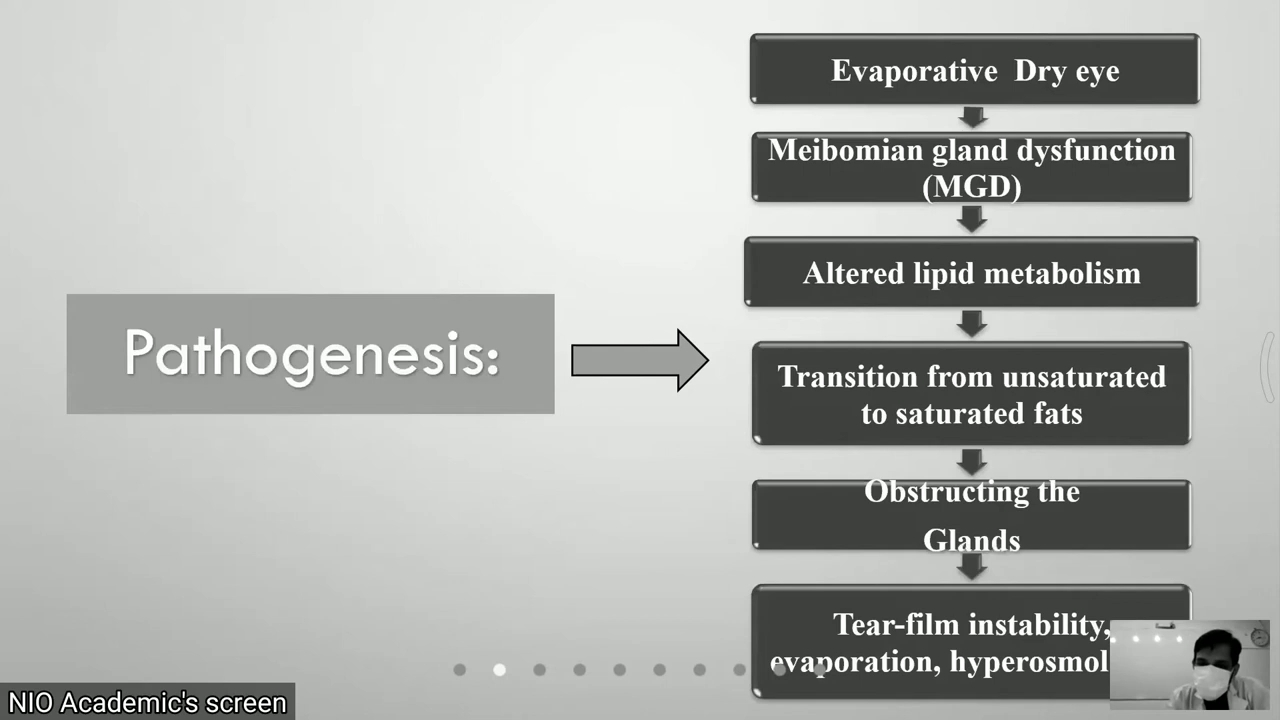 Pathogenesis:
Evaporative Dry eye
Meibomian gland dysfunction
(MGD)
Altered lipid metabolism
Transition from unsaturated
to saturated fats
Obstructing the
Glands
Tear-film instability,
evaporation,
NIO Academic's screen